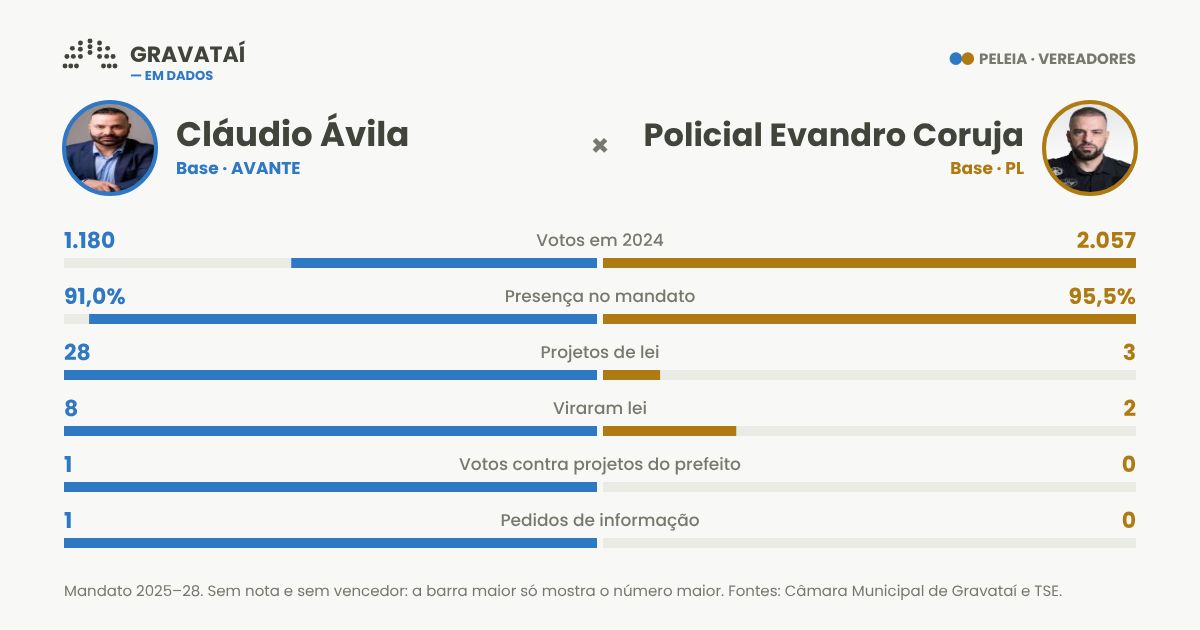 GRAVATAÍ
— EM DADOS
PELEIA · VEREADORES
Cláudio Ávila
Base · AVANTE
×
Policial Evandro Coruja
Base · PL
1.180 Votos em 2024 2.057
91,0% Presença no mandato 95,5%
28 Projetos de lei 3
8 Viraram lei 2
1 Votos contra projetos do prefeito 0
1 Pedidos de informação 0
Mandato 2025–28. Sem nota e sem vencedor: a barra maior só mostra o número maior. Fontes: Câmara Municipal de Gravataí e TSE.